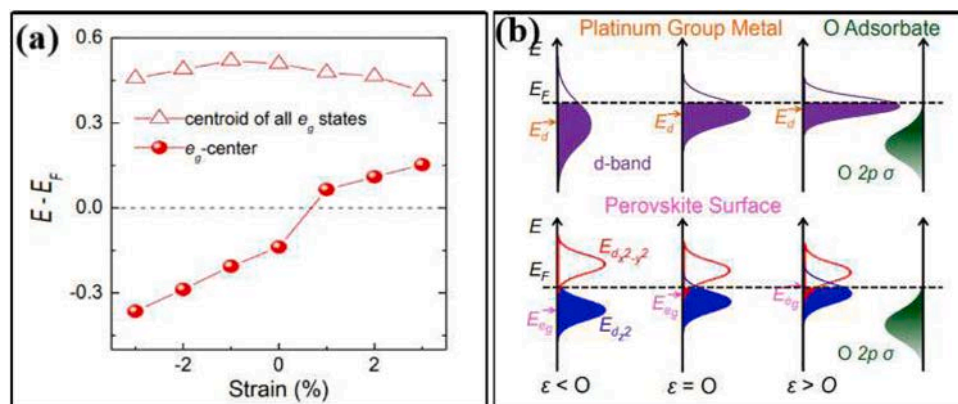 (a)
0.6
0.3
0.0
-0.3
E - E_F
centroid of all e_g states
e_g-center
-2
0
2
Strain (%)
(b)
Platinum Group Metal
O Adsorbate
E
E_F
E_d
E_d
E_d
d-band
O 2p σ
Perovskite Surface
E
E_dx²-y²
E_F
E_eg
E_eg
E_eg
E_dz²
O 2p σ
ε < O
ε = O
ε > O